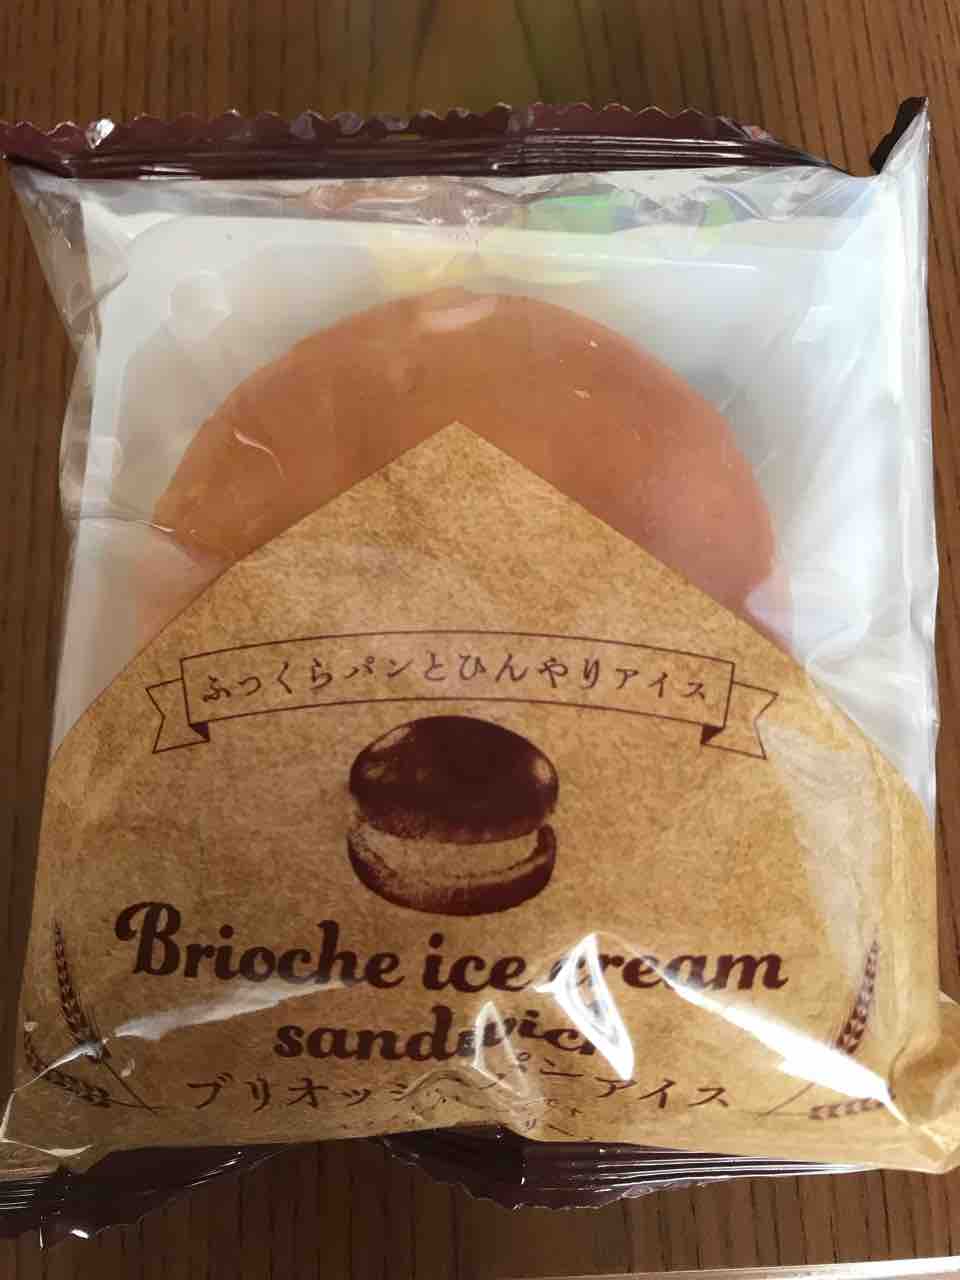 ふっくらパンとひんやりアイス
Brioche ice cream
sandwich
ブリオッシュパンアイス